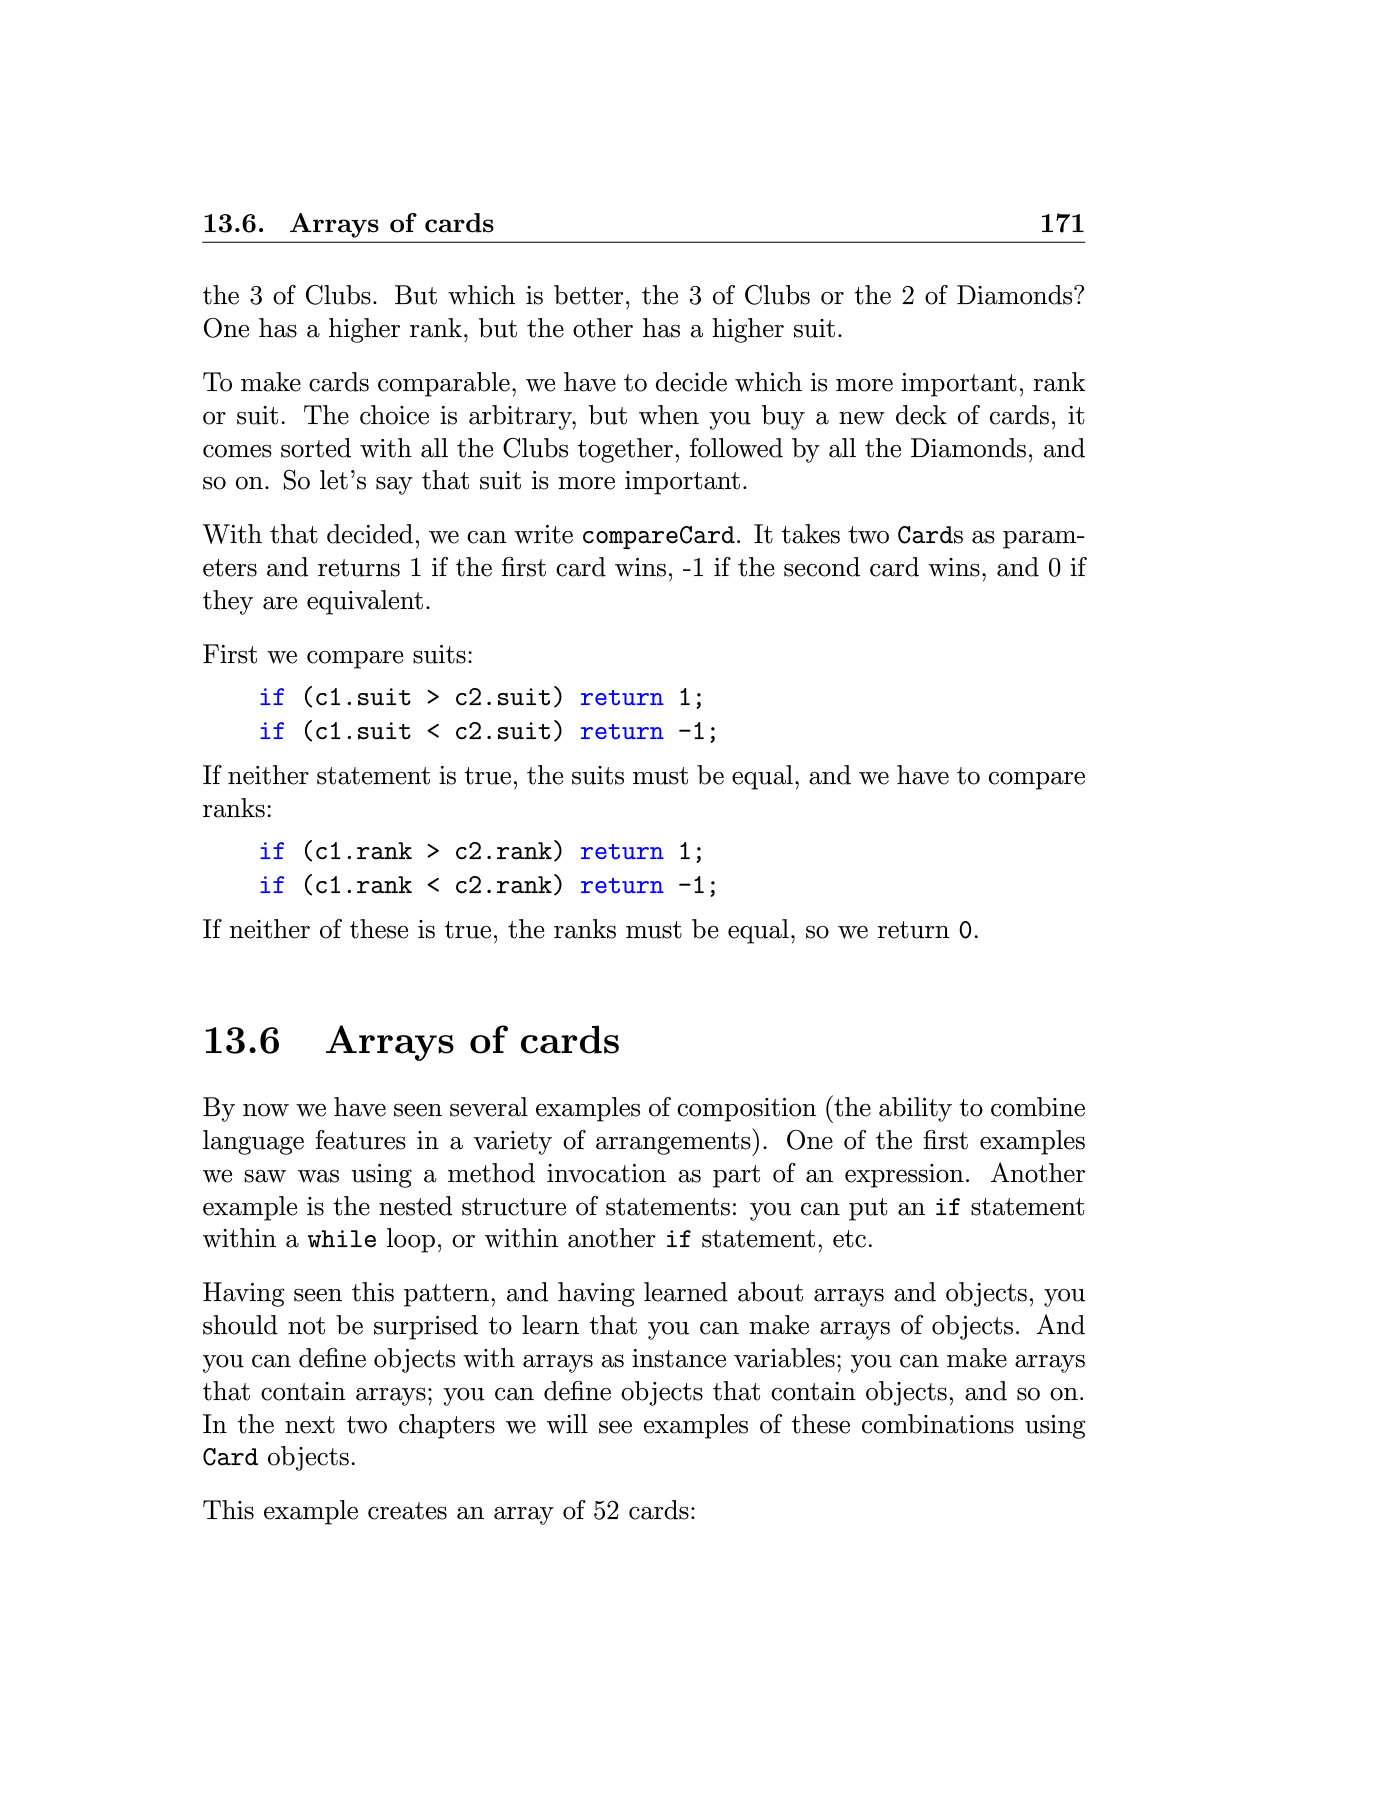 13.6. Arrays of cards 171
the 3 of Clubs. But which is better, the 3 of Clubs or the 2 of Diamonds?
One has a higher rank, but the other has a higher suit.
To make cards comparable, we have to decide which is more important, rank
or suit. The choice is arbitrary, but when you buy a new deck of cards, it
comes sorted with all the Clubs together, followed by all the Diamonds, and
so on. So let's say that suit is more important.
With that decided, we can write compareCard. It takes two Cards as param-
eters and returns 1 if the first card wins, -1 if the second card wins, and 0 if
they are equivalent.
First we compare suits:
if (c1.suit > c2.suit) return 1;
if (c1.suit < c2.suit) return -1;
If neither statement is true, the suits must be equal, and we have to compare
ranks:
if (c1.rank > c2.rank) return 1;
if (c1.rank < c2.rank) return -1;
If neither of these is true, the ranks must be equal, so we return 0.
13.6 Arrays of cards
By now we have seen several examples of composition (the ability to combine
language features in a variety of arrangements). One of the first examples
we saw was using a method invocation as part of an expression. Another
example is the nested structure of statements: you can put an if statement
within a while loop, or within another if statement, etc.
Having seen this pattern, and having learned about arrays and objects, you
should not be surprised to learn that you can make arrays of objects. And
you can define objects with arrays as instance variables; you can make arrays
that contain arrays; you can define objects that contain objects, and so on.
In the next two chapters we will see examples of these combinations using
Card objects.
This example creates an array of 52 cards: